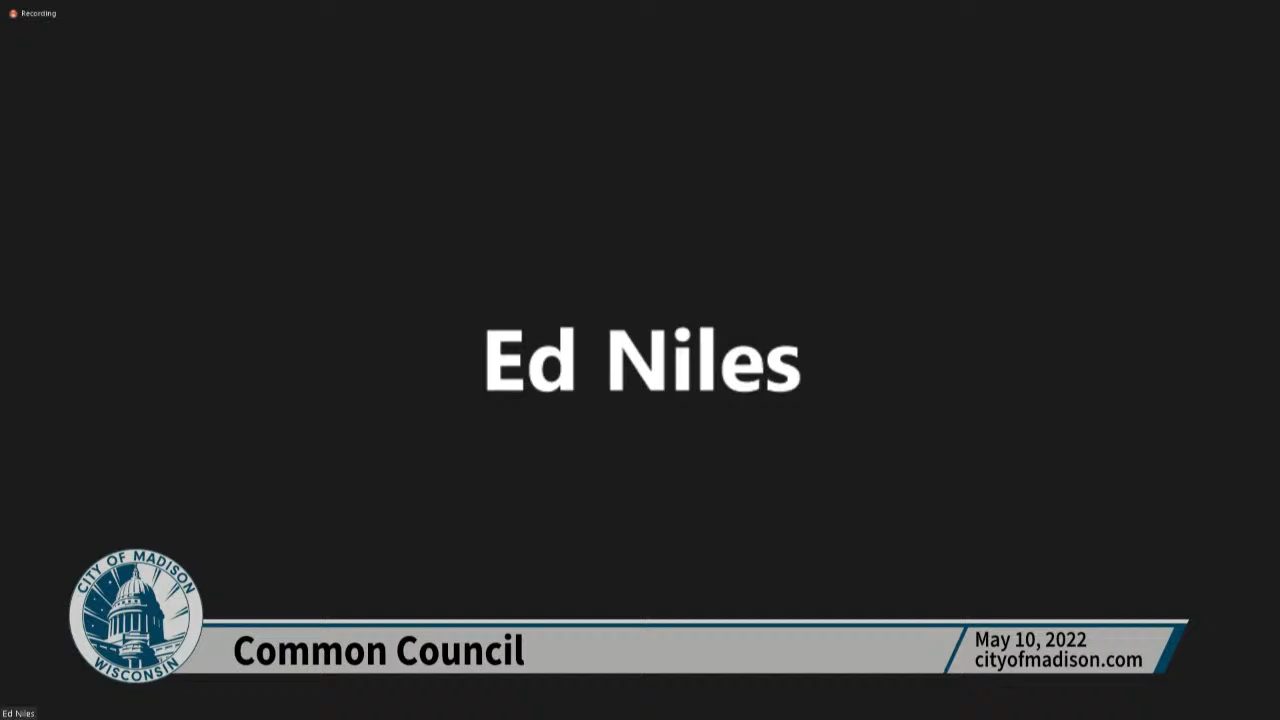 Recording
Ed Niles
CITY OF MADISON
WISCONSIN
Common Council
May 10, 2022
cityofmadison.com
Ed Niles